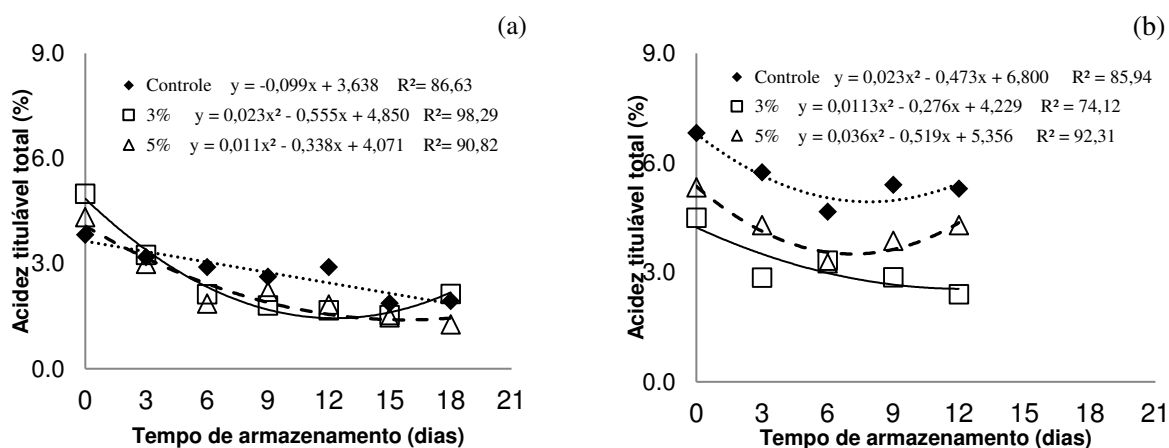 (a)
Acidez titulável total (%)
9.0
6.0
3.0
0.0
Controle y = -0,099x + 3,638 R²= 86,63
3% y = 0,023x² - 0,555x + 4,850 R²= 98,29
5% y = 0,011x² - 0,338x + 4,071 R²= 90,82
0 3 6 9 12 15 18 21
Tempo de armazenamento (dias)
(b)
Acidez titulável total (%)
9.0
6.0
3.0
0.0
Controle y = 0,023x² - 0,473x + 6,800 R² = 85,94
3% y = 0,0113x² - 0,276x + 4,229 R² = 74,12
5% y = 0,036x² - 0,519x + 5,356 R² = 92,31
0 3 6 9 12 15 18 21
Tempo de armazenamento (dias)